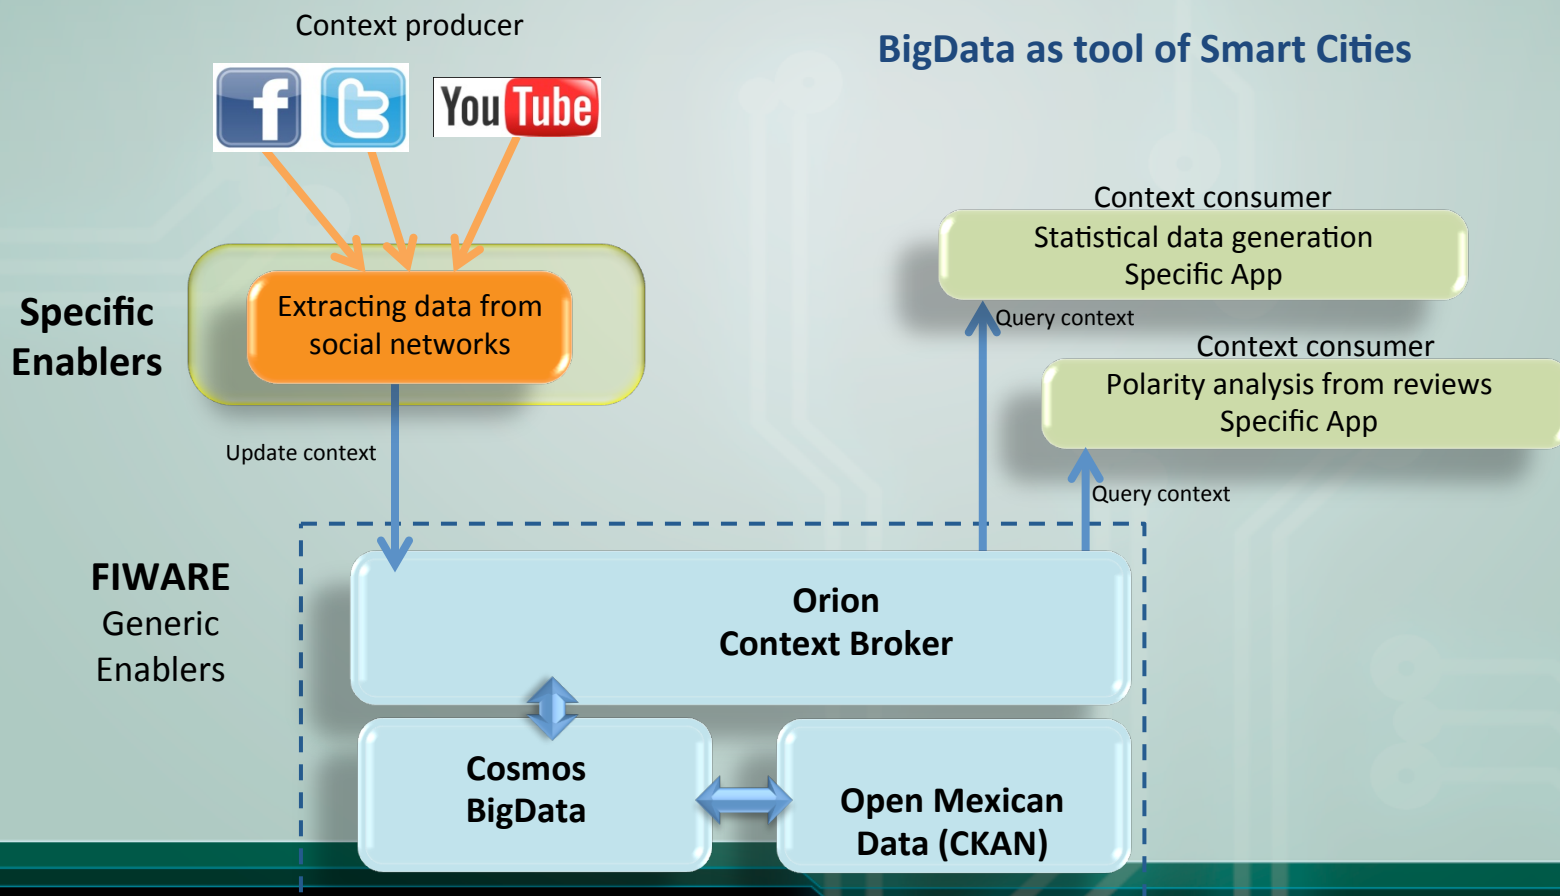 Context producer
BigData as tool of Smart Cities
f
t
You Tube
Context consumer
Statistical data generation
Specific App
Query context
Context consumer
Polarity analysis from reviews
Specific App
Query context
Specific
Enablers
Extracting data from
social networks
Update context
FIWARE
Generic
Enablers
Orion
Context Broker
Cosmos
BigData
Open Mexican
Data (CKAN)